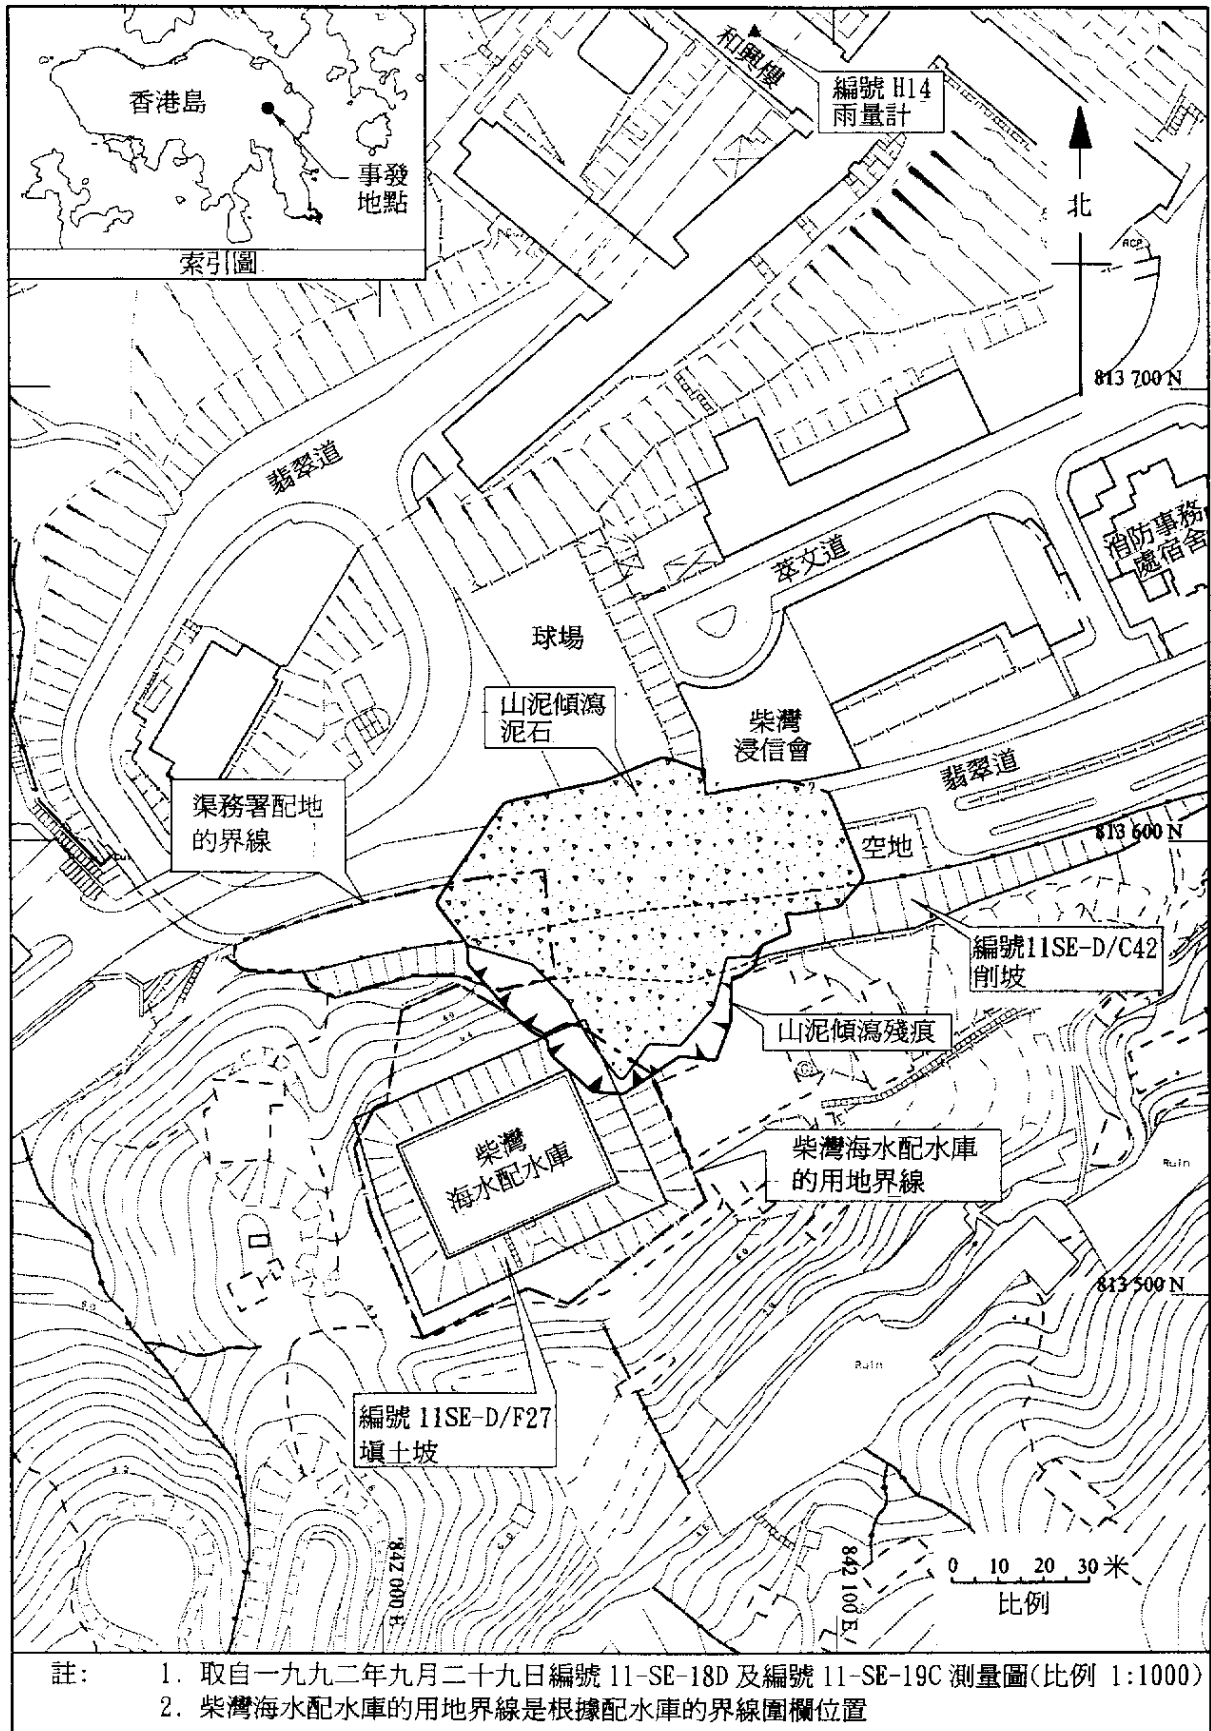 香港島
事發
地點
索引圖
和興樓
編號 H14
雨量計
北
ACP
813 700 N
翡翠道
萃文道
消防事務
處宿舍
球場
山泥傾瀉
泥石
柴灣
浸信會
翡翠道
渠務署配地
的界線
空地
813 600 N
編號11SE-D/C42
削坡
山泥傾瀉殘痕
柴灣
海水配水庫
柴灣海水配水庫
的用地界線
Ruin
813 500 N
Ruin
編號 11SE-D/F27
塡土坡
842 000 E
842 100 E
0 10 20 30 米
比例
註: 1. 取自一九九二年九月二十九日編號 11-SE-18D 及編號 11-SE-19C 測量圖(比例 1:1000)
2. 柴灣海水配水庫的用地界線是根據配水庫的界線圍欄位置